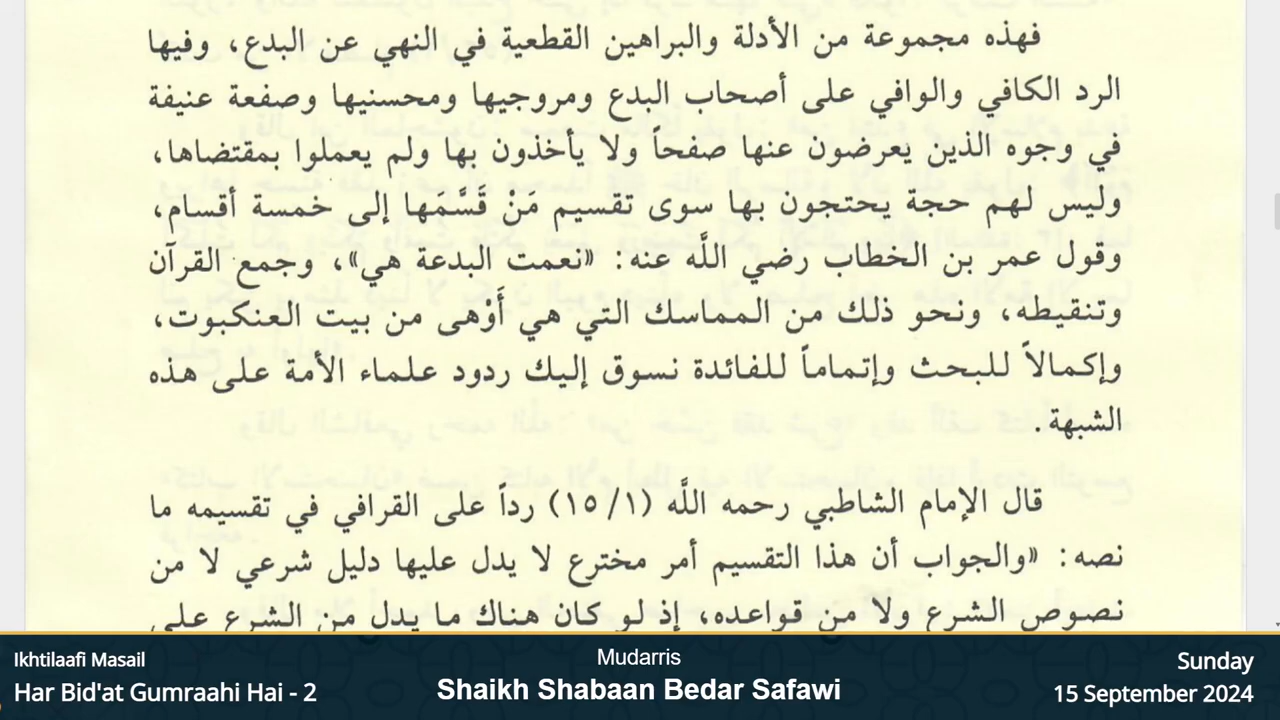 فهذه مجموعة من الأدلة والبراهين القطعية في النهي عن البدع، وفيها
الرد الكافي والوافي على أصحاب البدع ومروجيها ومحسنيها وصفعة عنيفة
في وجوه الذين يعرضون عنها صفحاً ولا يأخذون بها ولم يعملوا بمقتضاها،
وليس لهم حجة يحتجون بها سوى تقسيم مَنْ قَسَّمَها إلى خمسة أقسام،
وقول عمر بن الخطاب رضي اللَّه عنه: «نعمت البدعة هي»، وجمع القرآن
وتنقيطه، ونحو ذلك من المماسك التي هي أَوْهى من بيت العنكبوت،
وإكمالاً للبحث وإتماماً للفائدة نسوق إليك ردود علماء الأمة على هذه
الشبهة.
قال الإمام الشاطبي رحمه اللَّه (١/١٥) رداً على القرافي في تقسيمه ما
نصه: «والجواب أن هذا التقسيم أمر مخترع لا يدل عليها دليل شرعي لا من
نصوص الشرع ولا من قواعده، إذ لو كان هناك ما يدل من الشرع على
Ikhtilaafi Masail
Har Bid'at Gumraahi Hai - 2
Mudarris
Shaikh Shabaan Bedar Safawi
Sunday
15 September 2024